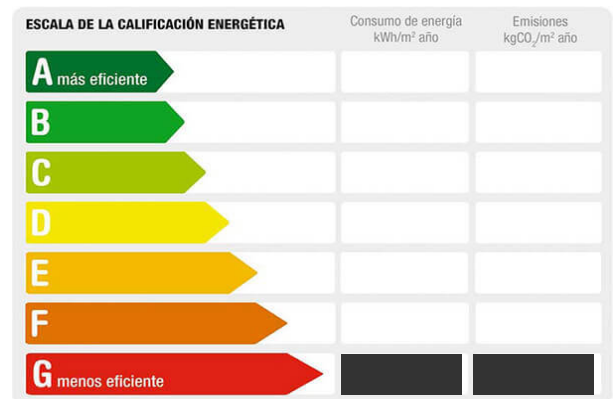 ESCALA DE LA CALIFICACIÓN ENERGÉTICA
Consumo de energía
kWh/m² año
Emisiones
kgCO₂/m² año
A más eficiente
B
C
D
E
F
G menos eficiente